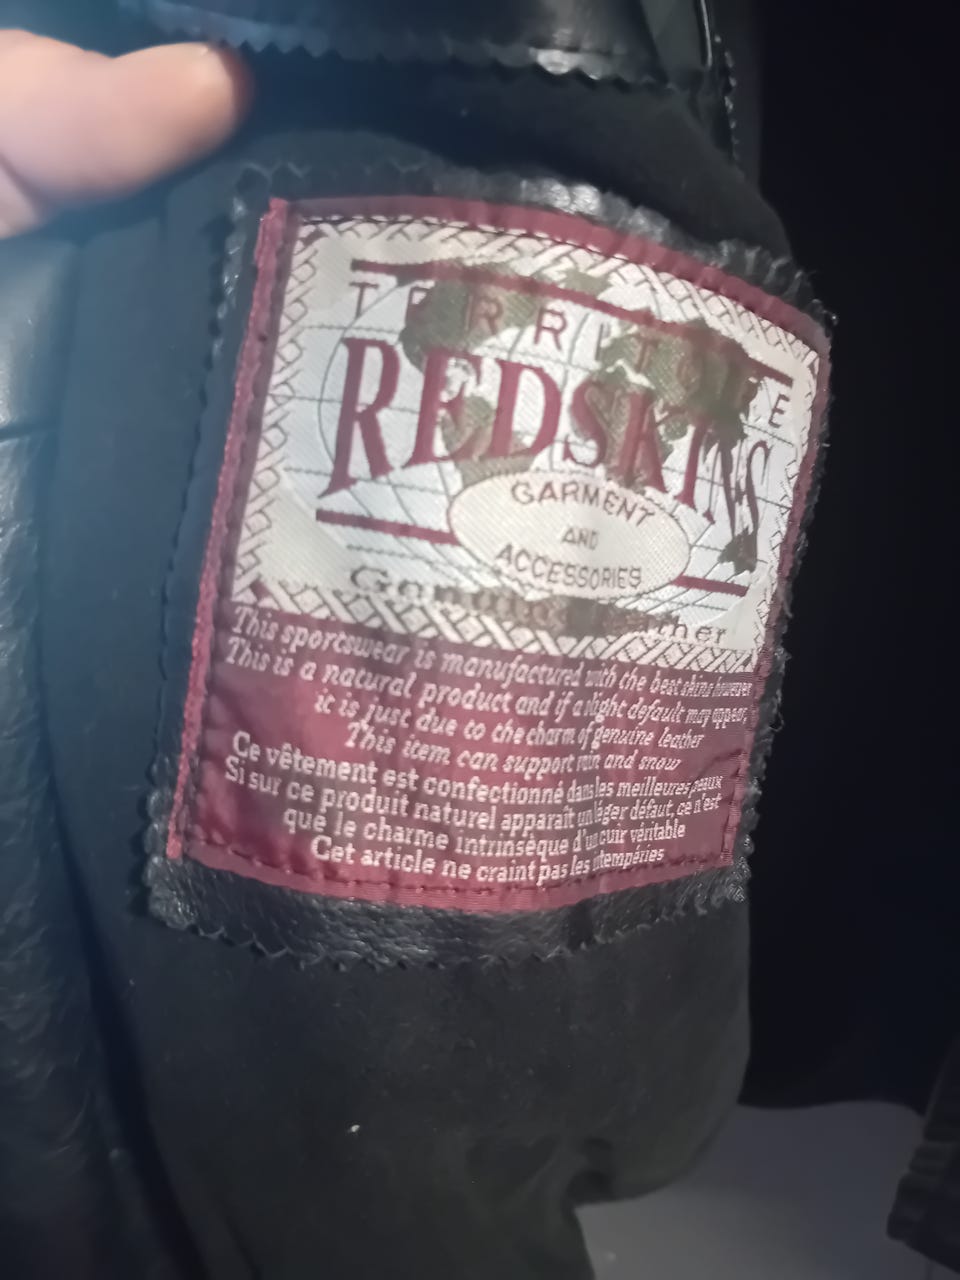 TERRITOIRE
REDSKINS
GARMENT
AND
ACCESSORIES
Genuine Leather
This sportswear is manufactured with the best skins however
This is a natural product and if a slight default may appear,
it is just due to the charm of genuine leather
This item can support rain and snow
Ce vêtement est confectionné dans les meilleures peaux
Si sur ce produit naturel apparaît un léger défaut, ce n'est
que le charme intrinsèque d'un cuir véritable
Cet article ne craint pas les intempéries